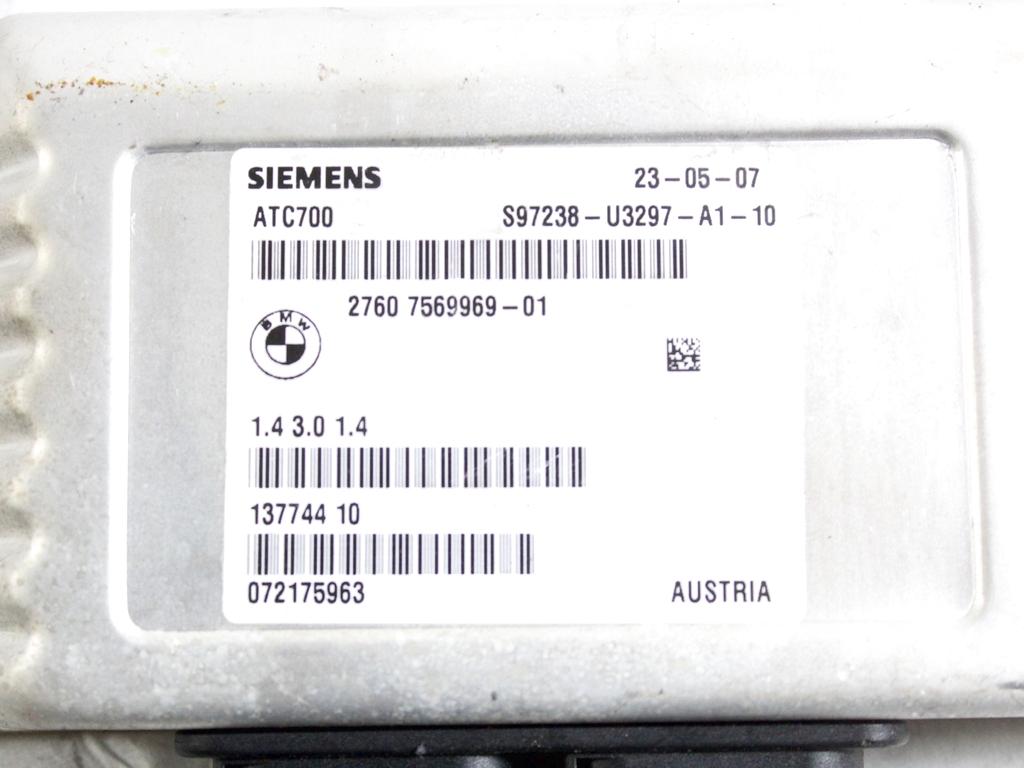 SIEMENS 23-05-07
ATC700 S97238-U3297-A1-10
2760 7569969-01
BMW
1.4 3.0 1.4
137744 10
072175963 AUSTRIA